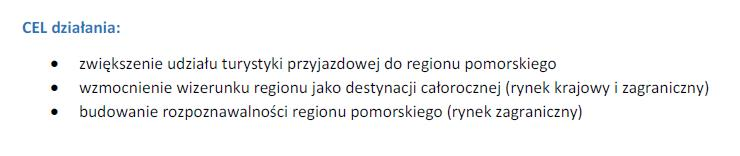 CEL działania:
• zwiększenie udziału turystyki przyjazdowej do regionu pomorskiego
• wzmocnienie wizerunku regionu jako destynacji całorocznej (rynek krajowy i zagraniczny)
• budowanie rozpoznawalności regionu pomorskiego (rynek zagraniczny)